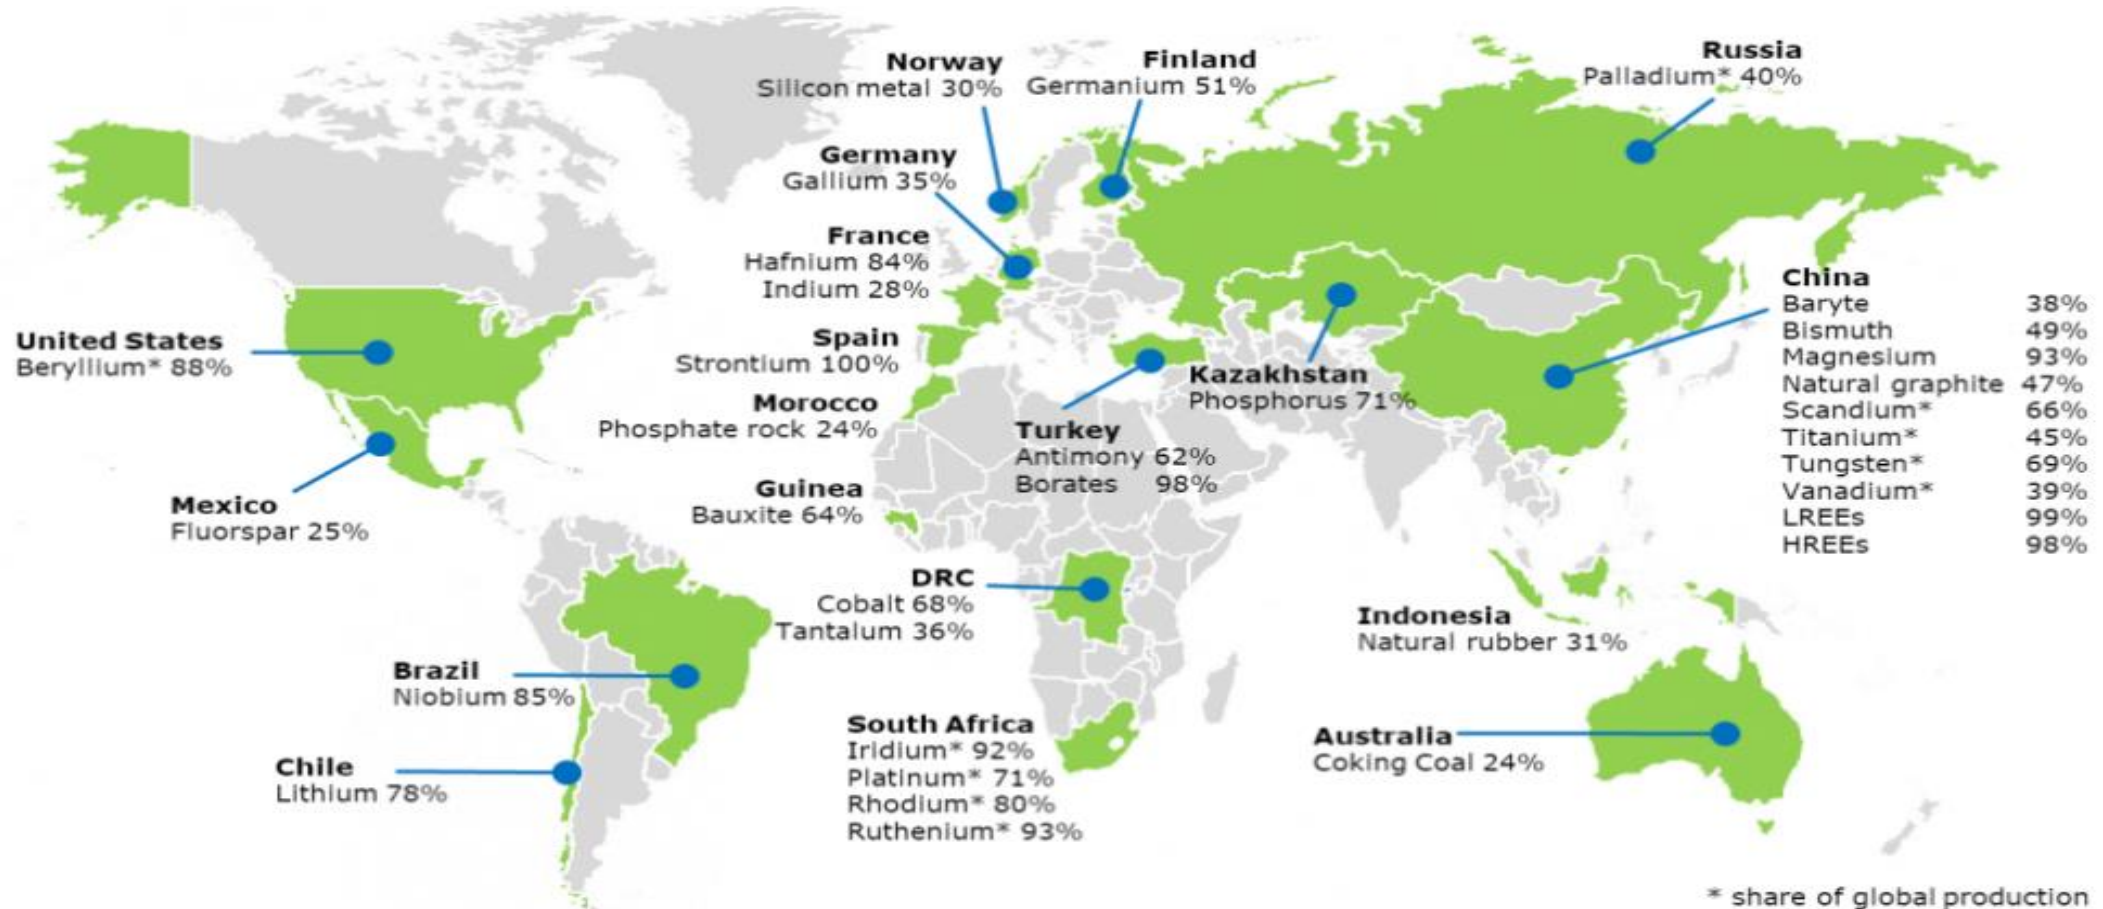 Norway
Silicon metal 30%
Finland
Germanium 51%
Russia
Palladium* 40%
Germany
Gallium 35%
France
Hafnium 84%
Indium 28%
China
Baryte 38%
Bismuth 49%
Magnesium 93%
Natural graphite 47%
Scandium* 66%
Titanium* 45%
Tungsten* 69%
Vanadium* 39%
LREEs 99%
HREEs 98%
United States
Beryllium* 88%
Spain
Strontium 100%
Kazakhstan
Phosphorus 71%
Morocco
Phosphate rock 24%
Turkey
Antimony 62%
Borates 98%
Mexico
Fluorspar 25%
Guinea
Bauxite 64%
DRC
Cobalt 68%
Tantalum 36%
Indonesia
Natural rubber 31%
Brazil
Niobium 85%
South Africa
Iridium* 92%
Platinum* 71%
Rhodium* 80%
Ruthenium* 93%
Australia
Coking Coal 24%
Chile
Lithium 78%
* share of global production